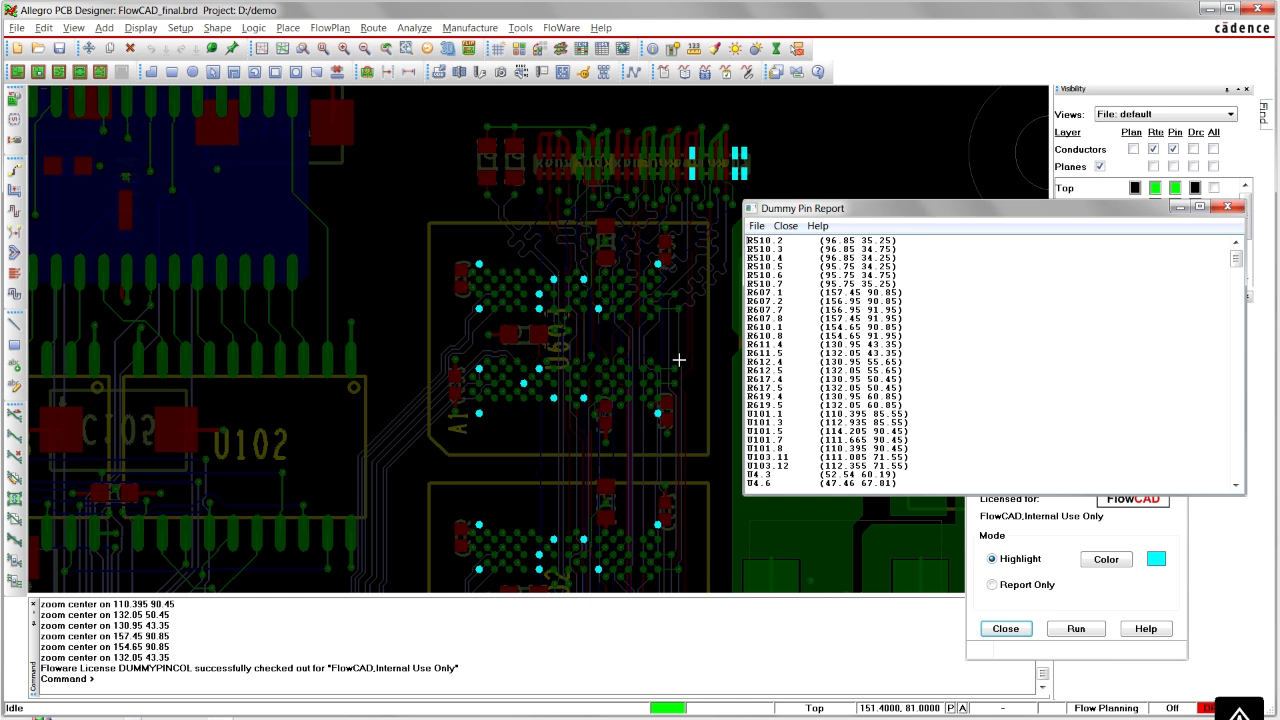 Allegro PCB Designer: FlowCAD_final.brd Project: D:/demo
File Edit View Add Display Setup Shape Logic Place FlowPlan Route Analyze Manufacture Tools FloWare Help
cādence
Visibility
Views: File: default
Layer Plan Rte Pin Drc All
Conductors
Planes
Top
Find
Dummy Pin Report
File Close Help
R510.2 (96.85 35.25)
R510.3 (96.85 34.75)
R510.4 (96.85 34.25)
R510.5 (95.75 34.25)
R510.6 (95.75 34.75)
R510.7 (95.75 35.25)
R607.1 (157.45 90.85)
R607.2 (156.95 90.85)
R607.7 (156.95 91.95)
R607.8 (157.45 91.95)
R610.1 (154.65 90.85)
R610.8 (154.65 91.95)
R611.4 (130.95 43.35)
R611.5 (132.05 43.35)
R612.4 (130.95 55.65)
R612.5 (132.05 55.65)
R617.4 (130.95 50.45)
R617.5 (132.05 50.45)
R619.4 (130.95 60.85)
R619.5 (132.05 60.85)
U101.1 (110.395 85.55)
U101.3 (112.935 85.55)
U101.5 (114.205 90.45)
U101.7 (111.665 90.45)
U101.8 (110.395 90.45)
U103.11 (111.085 71.55)
U103.12 (112.355 71.55)
U4.3 (52.54 60.19)
U4.6 (47.46 67.81)
C102
U102
A1
Licensed for: FlowCAD
FlowCAD,Internal Use Only
Mode
Highlight Color
Report Only
Close Run Help
zoom center on 110.395 90.45
zoom center on 132.05 50.45
zoom center on 130.95 43.35
zoom center on 157.45 90.85
zoom center on 154.65 90.85
zoom center on 132.05 43.35
Floware License DUMMYPINCOL successfully checked out for "FlowCAD,Internal Use Only"
Command >
Command
Idle Top 151.4000, 81.0000 P A - Flow Planning Off